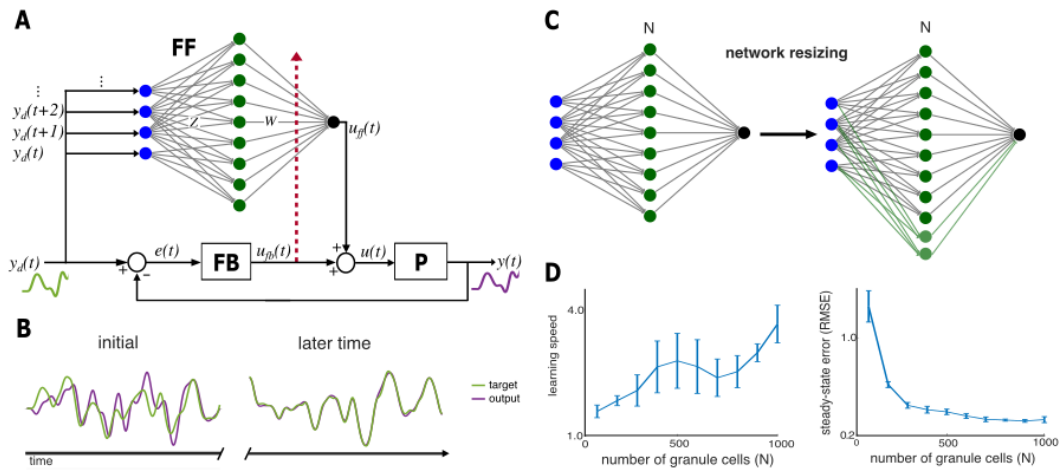 A
FF
⋮
⋮
y_d(t+2)
y_d(t+1)
y_d(t)
Z
W
u_ff(t)
y_d(t)
+
−
e(t)
FB
u_fb(t)
+
+
u(t)
P
y(t)
B
initial
later time
target
output
time
C
N
network resizing
N
D
learning speed
4.0
1.0
500
1000
number of granule cells (N)
steady-state error (RMSE)
1.0
0.2
500
1000
number of granule cells (N)